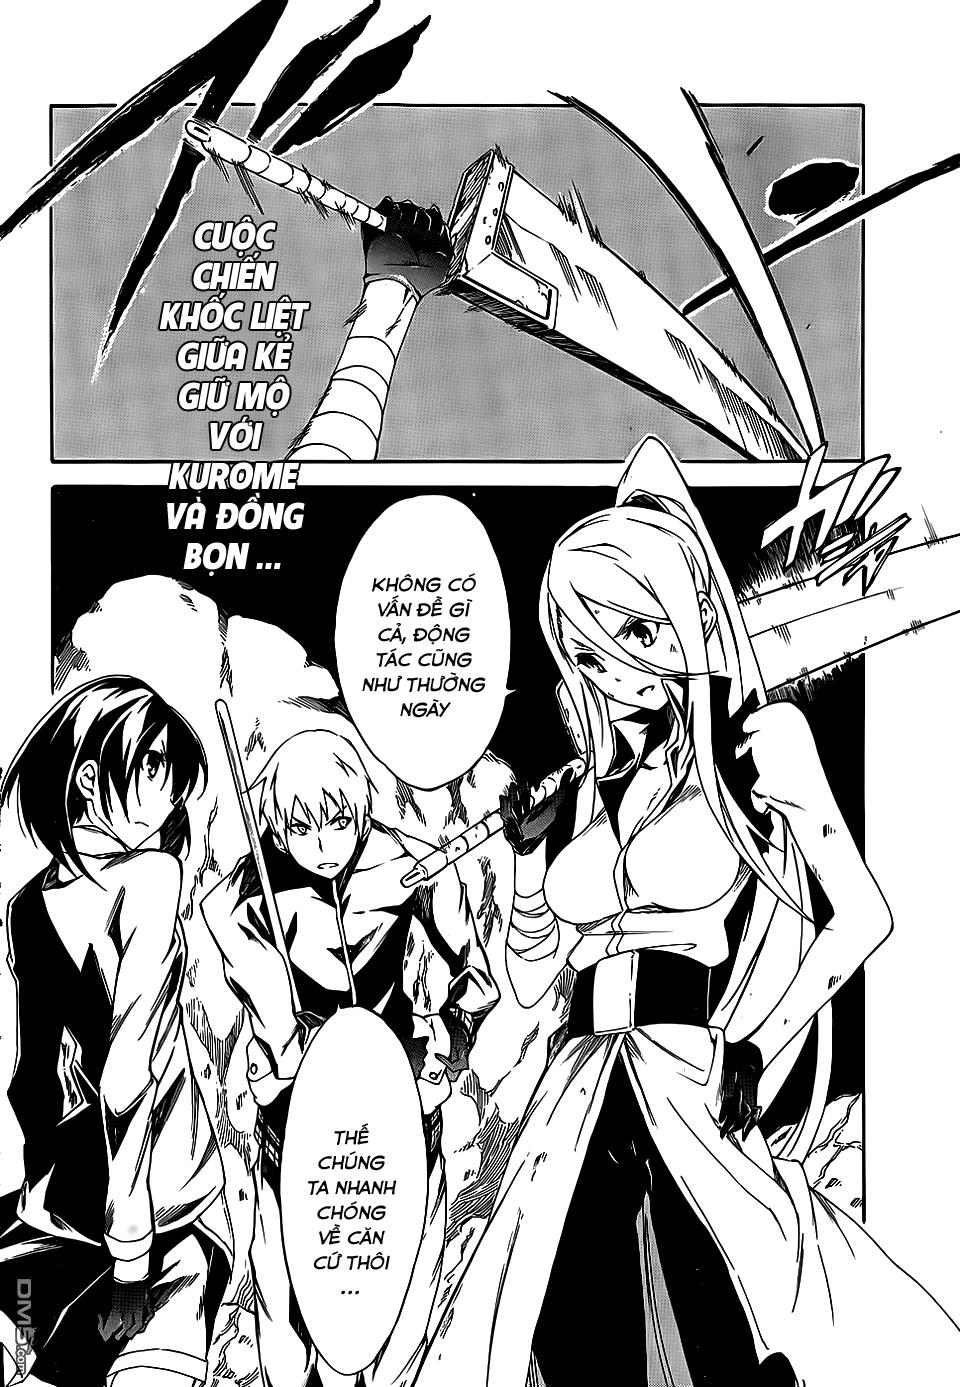 CUỘC
CHIẾN
KHỐC LIỆT
GIỮA KẺ
GIỮ MỘ
VỚI
KUROME
VÀ ĐỒNG
BỌN ...
KHÔNG CÓ
VẤN ĐỀ GÌ
CẢ, ĐỘNG
TÁC CŨNG
NHƯ THƯỜNG
NGÀY
THẾ
CHÚNG
TA NHANH
CHÓNG
VỀ CĂN
CỨ THÔI
...
DM5.com